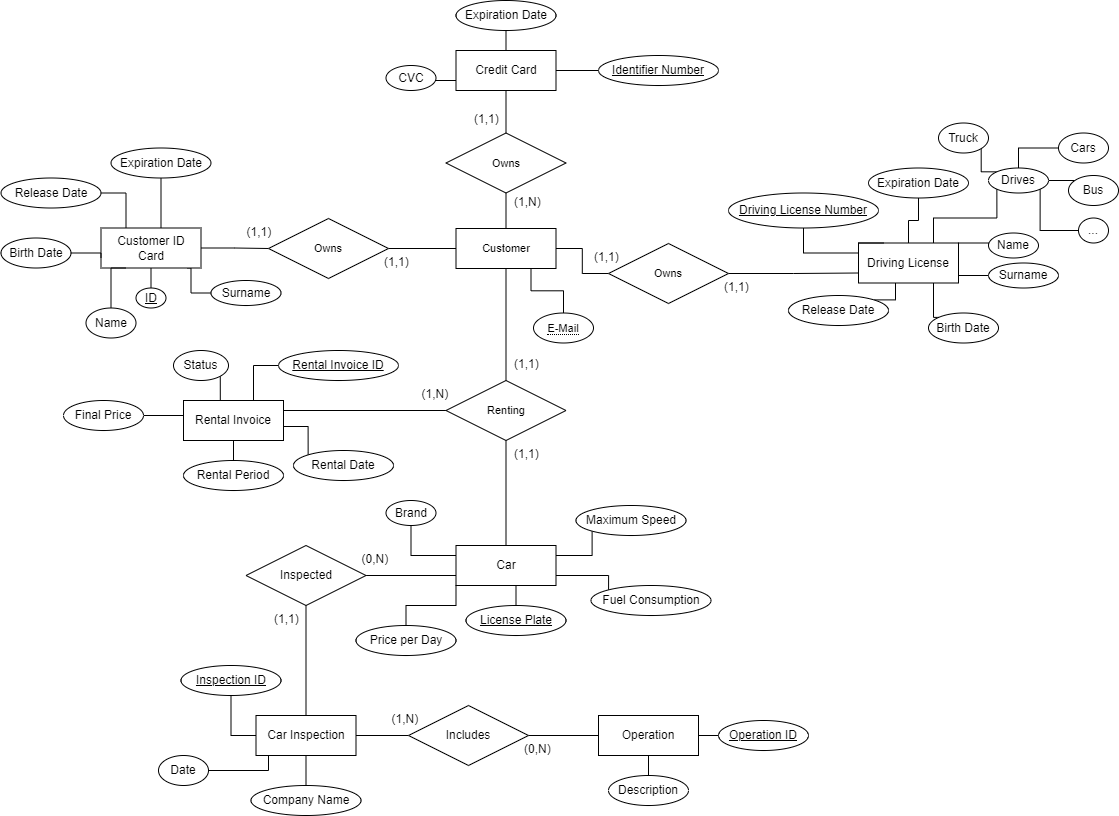 Expiration Date
Credit Card
Identifier Number
CVC
(1,1)
Owns
(1,N)
Truck
Cars
Drives
Bus
...
Expiration Date
Driving License Number
Name
Driving License
Surname
Release Date
Birth Date
Expiration Date
Release Date
Customer ID
Card
Birth Date
ID
Surname
Name
(1,1)
Owns
(1,1)
Customer
(1,1)
Owns
(1,1)
E-Mail
(1,1)
Status
Rental Invoice ID
Final Price
Rental Invoice
(1,N)
Renting
Rental Period
Rental Date
(1,1)
Brand
Maximum Speed
Car
Fuel Consumption
License Plate
Price per Day
(0,N)
Inspected
(1,1)
Inspection ID
Car Inspection
(1,N)
Includes
(0,N)
Operation
Operation ID
Date
Company Name
Description